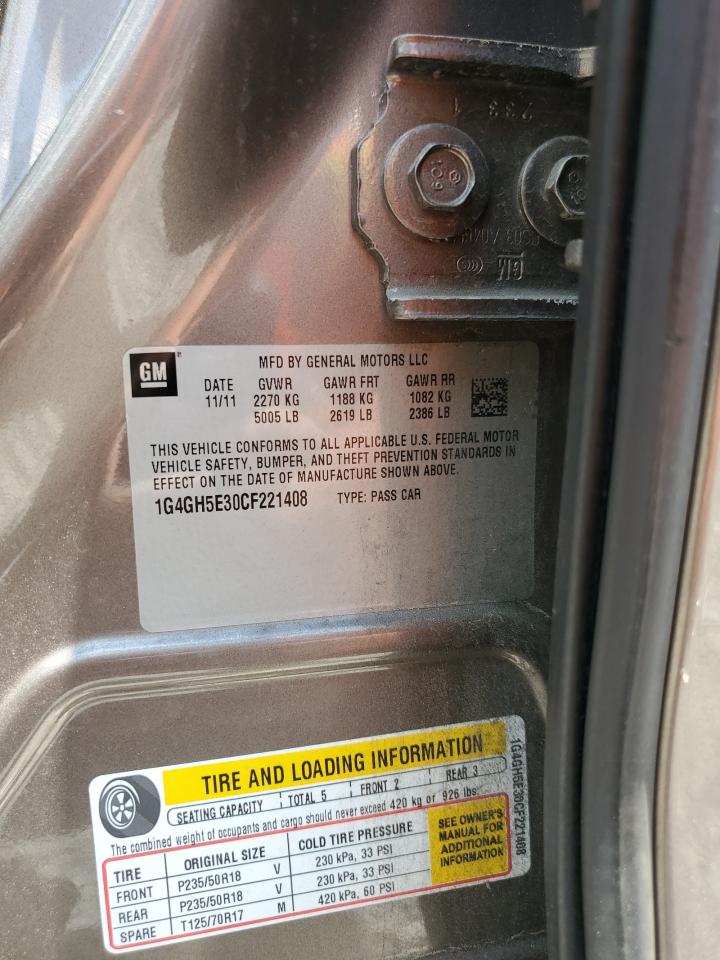 233 1
10.9
GM
MFD BY GENERAL MOTORS LLC
DATE GVWR GAWR FRT GAWR RR
11/11 2270 KG 1188 KG 1082 KG
5005 LB 2619 LB 2386 LB
THIS VEHICLE CONFORMS TO ALL APPLICABLE U.S. FEDERAL MOTOR
VEHICLE SAFETY, BUMPER, AND THEFT PREVENTION STANDARDS IN
EFFECT ON THE DATE OF MANUFACTURE SHOWN ABOVE.
1G4GH5E30CF221408 TYPE: PASS CAR
TIRE AND LOADING INFORMATION
SEATING CAPACITY TOTAL 5 FRONT 2 REAR 3
The combined weight of occupants and cargo should never exceed 420 kg or 926 lbs.
TIRE ORIGINAL SIZE COLD TIRE PRESSURE
FRONT P235/50R18 V 230 kPa, 33 PSI
REAR P235/50R18 V 230 kPa, 33 PSI
SPARE T125/70R17 M 420 kPa, 60 PSI
SEE OWNER'S
MANUAL FOR
ADDITIONAL
INFORMATION
1G4GH5E30CF221408